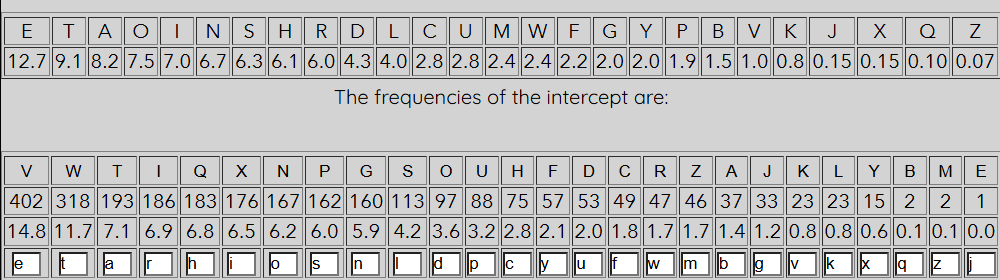 E T A O I N S H R D L C U M W F G Y P B V K J X Q Z
12.7 9.1 8.2 7.5 7.0 6.7 6.3 6.1 6.0 4.3 4.0 2.8 2.8 2.4 2.4 2.2 2.0 2.0 1.9 1.5 1.0 0.8 0.15 0.15 0.10 0.07
The frequencies of the intercept are:
V W T I Q X N P G S O U H F D C R Z A J K L Y B M E
402 318 193 186 183 176 167 162 160 113 97 88 75 57 53 49 47 46 37 33 23 23 15 2 2 1
14.8 11.7 7.1 6.9 6.8 6.5 6.2 6.0 5.9 4.2 3.6 3.2 2.8 2.1 2.0 1.8 1.7 1.7 1.4 1.2 0.8 0.8 0.6 0.1 0.1 0.0
e t a r h i o s n l d p c y u f w m b g v k x q z j